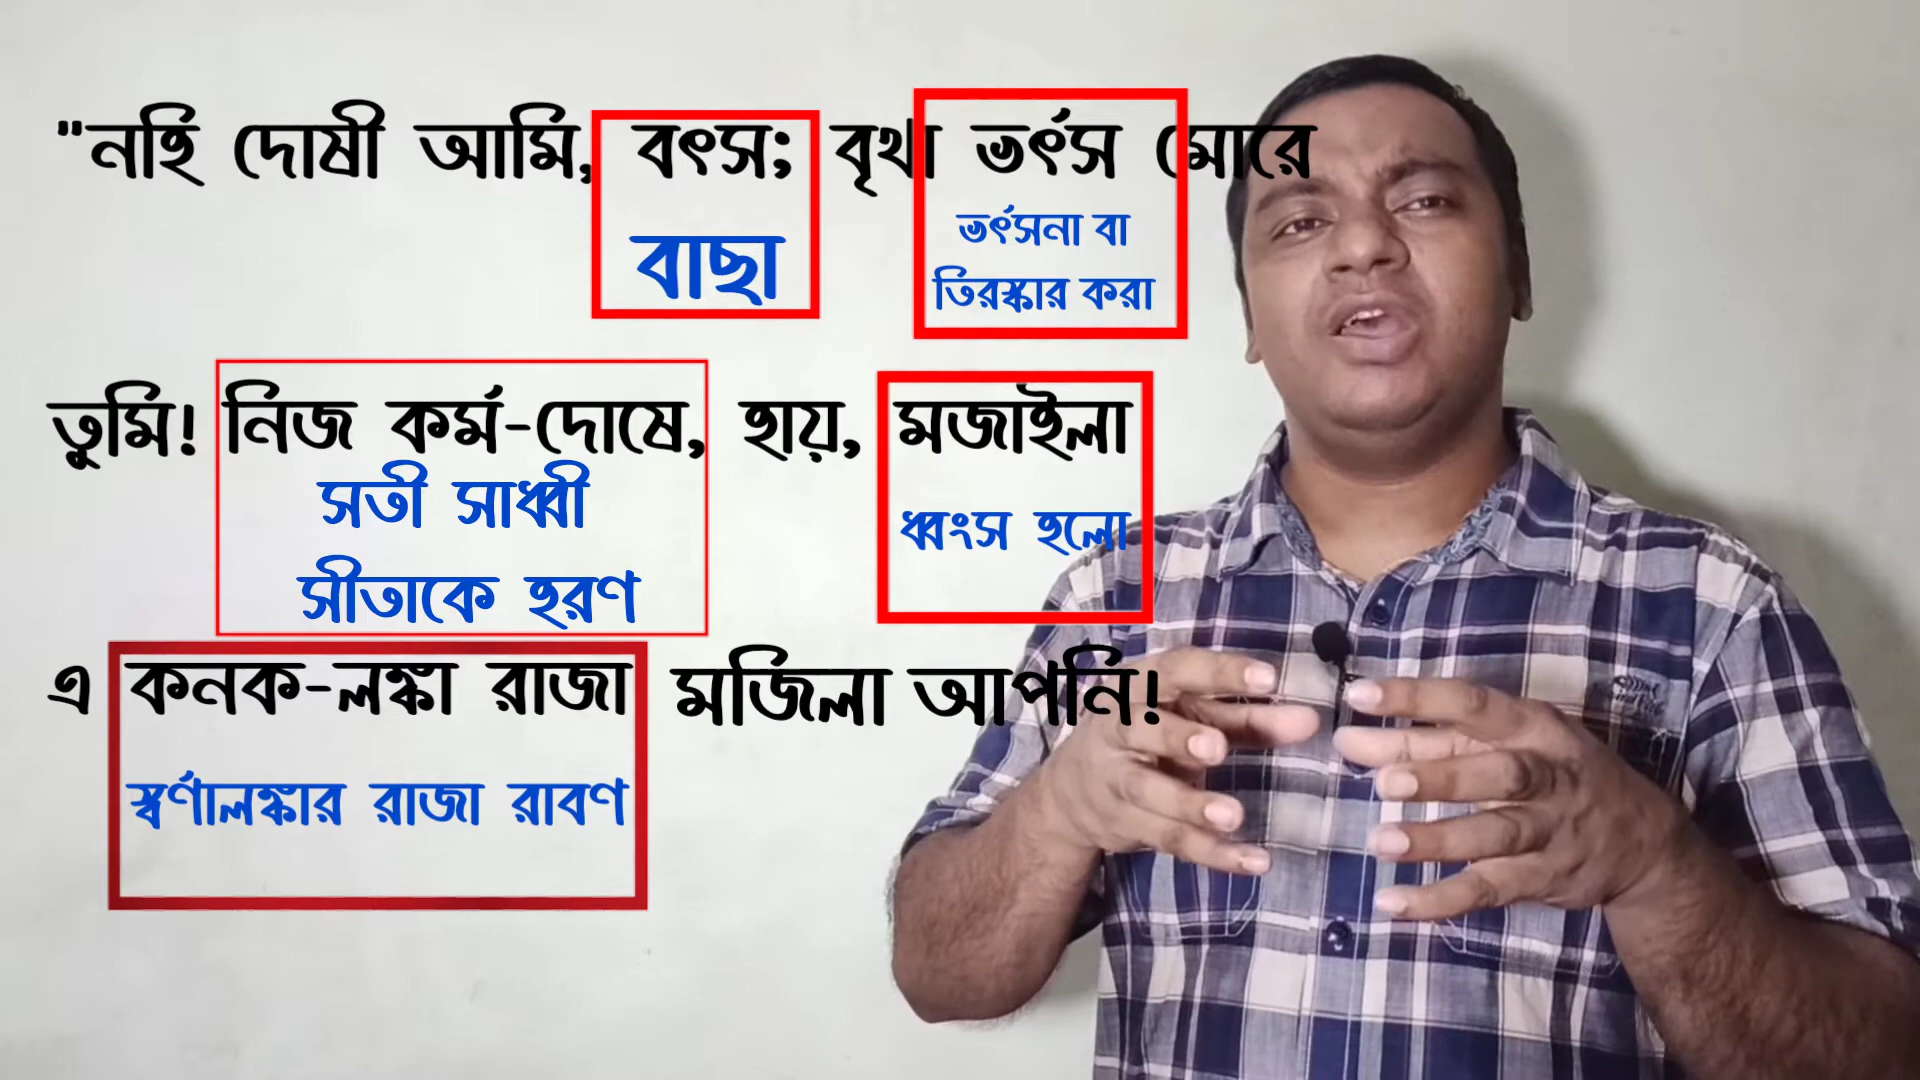 "নহি দোষী আমি, বৎস; বৃথা ভর্ৎস মোরে
বাছা
ভর্ৎসনা বা
তিরস্কার করা
তুমি! নিজ কর্ম-দোষে, হায়, মজাইলা
সতী সাধ্বী
সীতাকে হরণ
ধ্বংস হলো
এ কনক-লঙ্কা রাজা মজিলা আপনি!
স্বর্ণালঙ্কার রাজা রাবণ